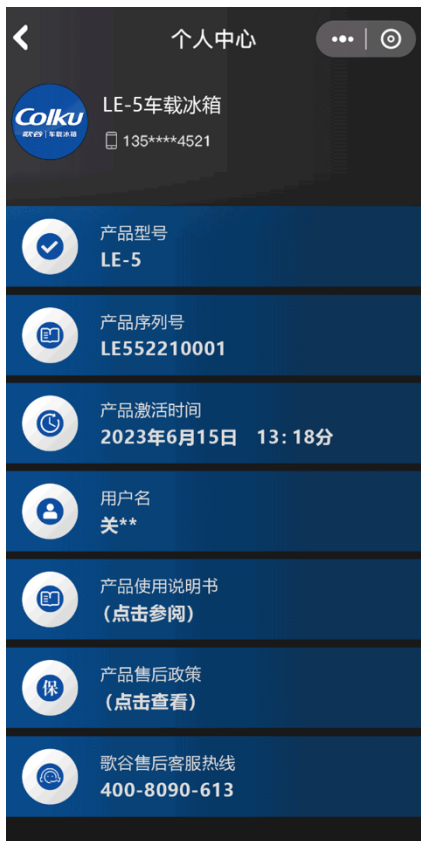 个人中心
Colku
歌谷|车载冰箱
LE-5车载冰箱
135****4521
产品型号
LE-5
产品序列号
LE552210001
产品激活时间
2023年6月15日 13:18分
用户名
关**
产品使用说明书
(点击参阅)
保
产品售后政策
(点击查看)
歌谷售后客服热线
400-8090-613